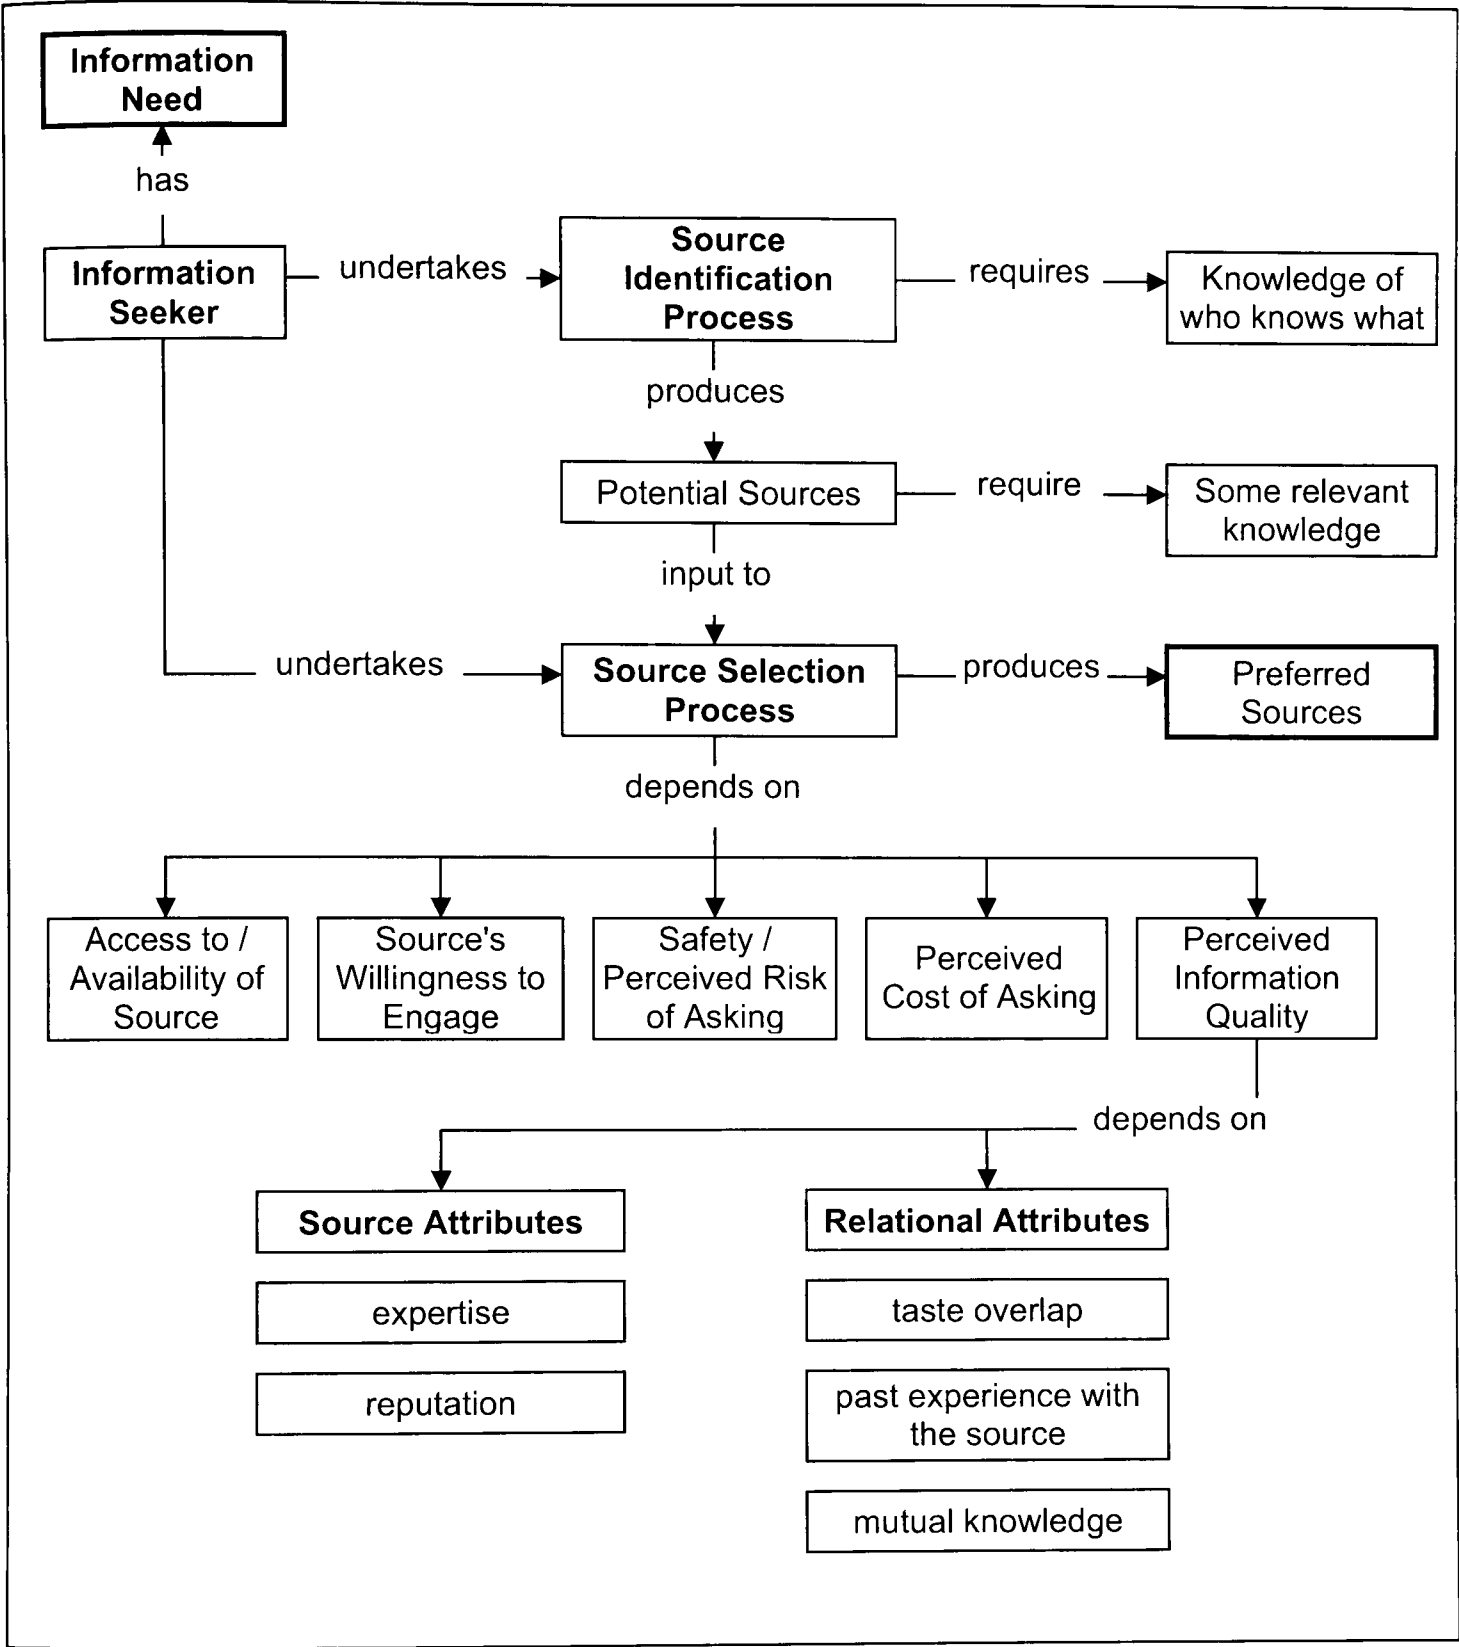 Information
Need
has
Information
Seeker
undertakes
Source
Identification
Process
requires
Knowledge of
who knows what
produces
Potential Sources
require
Some relevant
knowledge
input to
undertakes
Source Selection
Process
produces
Preferred
Sources
depends on
Access to /
Availability of
Source
Source's
Willingness to
Engage
Safety /
Perceived Risk
of Asking
Perceived
Cost of Asking
Perceived
Information
Quality
depends on
Source Attributes
expertise
reputation
Relational Attributes
taste overlap
past experience with
the source
mutual knowledge